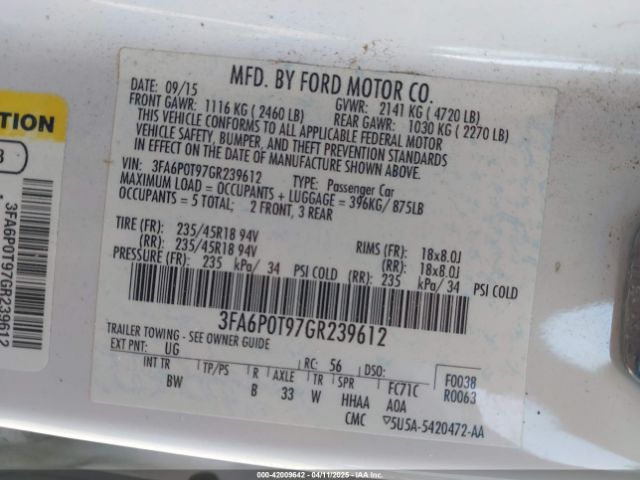 MFD. BY FORD MOTOR CO.
DATE: 09/15 GVWR: 2141 KG ( 4720 LB)
FRONT GAWR: 1116 KG ( 2460 LB) REAR GAWR: 1030 KG ( 2270 LB)
THIS VEHICLE CONFORMS TO ALL APPLICABLE FEDERAL MOTOR
VEHICLE SAFETY, BUMPER, AND THEFT PREVENTION STANDARDS
IN EFFECT ON THE DATE OF MANUFACTURE SHOWN ABOVE.
VIN: 3FA6P0T97GR239612 TYPE: Passenger Car
MAXIMUM LOAD = OCCUPANTS + LUGGAGE = 396KG/ 875LB
OCCUPANTS = 5 TOTAL; 2 FRONT, 3 REAR
TIRE (FR): 235/45R18 94V RIMS (FR): 18x8.0J
(RR): 235/45R18 94V (RR): 18x8.0J
PRESSURE (FR): 235 kPa/ 34 PSI COLD (RR): 235 kPa/ 34 PSI COLD
3FA6P0T97GR239612
TRAILER TOWING - SEE OWNER GUIDE
EXT PNT: UG RC: 56 DSO: F0038
INT TR TP/PS R AXLE TR SPR FC71C R0063
BW B 33 W HHAA A0A
CMC ▽5U5A-5420472-AA
TION
3
3FA6P0T97GR239612
000-42009642 - 04/11/2025 -